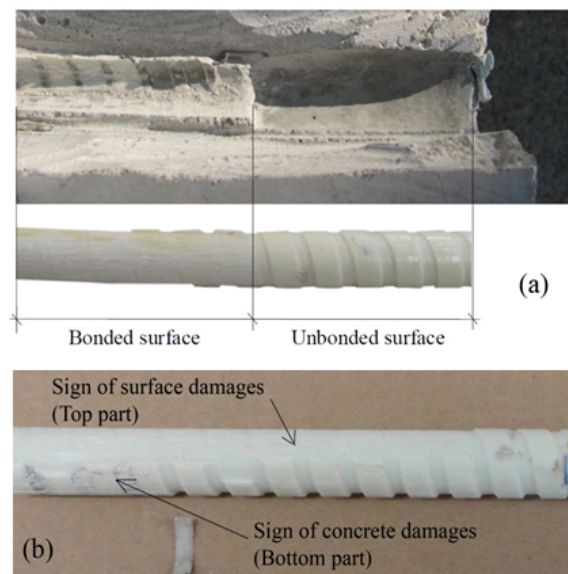 (a)
Bonded surface
Unbonded surface
Sign of surface damages
(Top part)
Sign of concrete damages
(Bottom part)
(b)